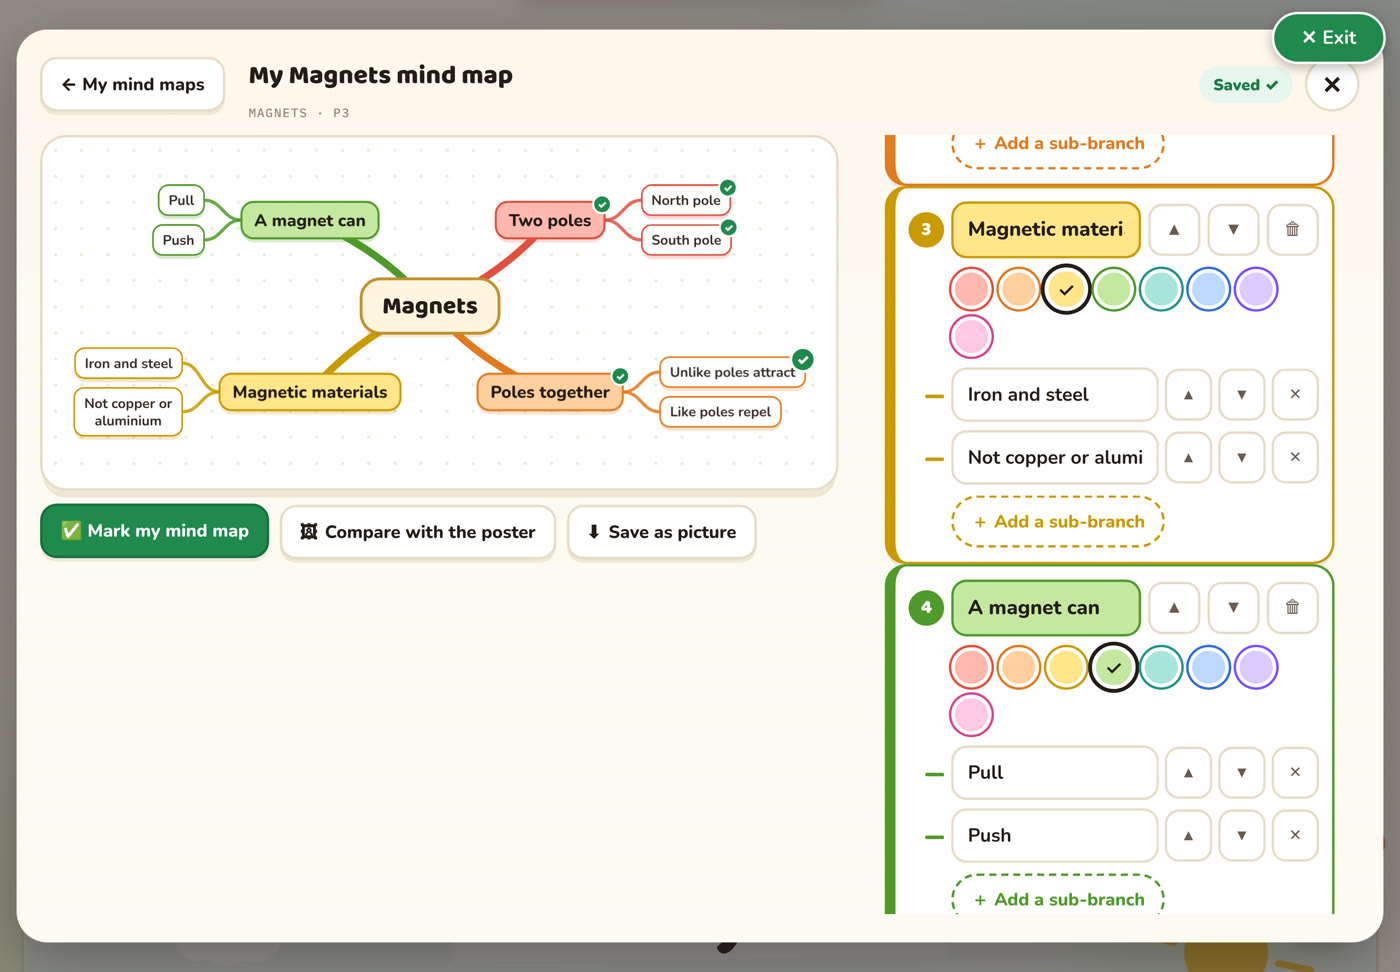 ✕ Exit
← My mind maps
My Magnets mind map
MAGNETS · P3
Saved ✓
✕
Pull
Push
A magnet can
Two poles
North pole
South pole
Magnets
Iron and steel
Not copper or
aluminium
Magnetic materials
Poles together
Unlike poles attract
Like poles repel
✅ Mark my mind map
Compare with the poster
⬇ Save as picture
+ Add a sub-branch
3
Magnetic materi
Iron and steel
Not copper or alumi
+ Add a sub-branch
4
A magnet can
Pull
Push
+ Add a sub-branch